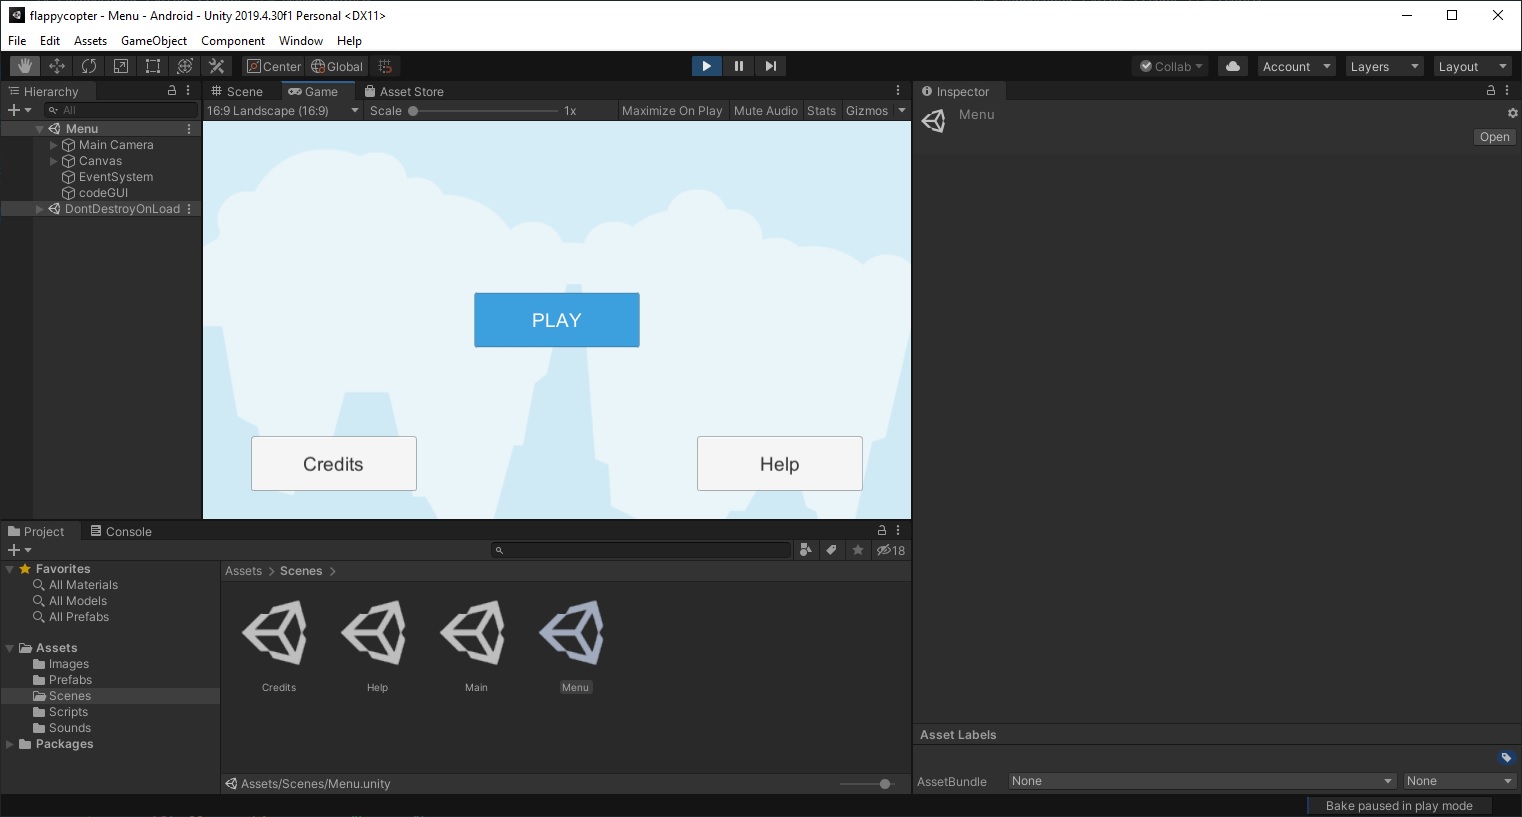 flappycopter - Menu - Android - Unity 2019.4.30f1 Personal <DX11>
File Edit Assets GameObject Component Window Help
Center Global Collab Account Layers Layout
Hierarchy
All
Menu
Main Camera
Canvas
EventSystem
codeGUI
DontDestroyOnLoad
Scene Game Asset Store
16:9 Landscape (16:9) Scale 1x Maximize On Play Mute Audio Stats Gizmos
PLAY
Credits Help
Inspector
Menu
Open
Project Console
18
Favorites
All Materials
All Models
All Prefabs
Assets
Images
Prefabs
Scenes
Scripts
Sounds
Packages
Assets > Scenes >
Credits Help Main Menu
Assets/Scenes/Menu.unity
Asset Labels
AssetBundle None None
Bake paused in play mode